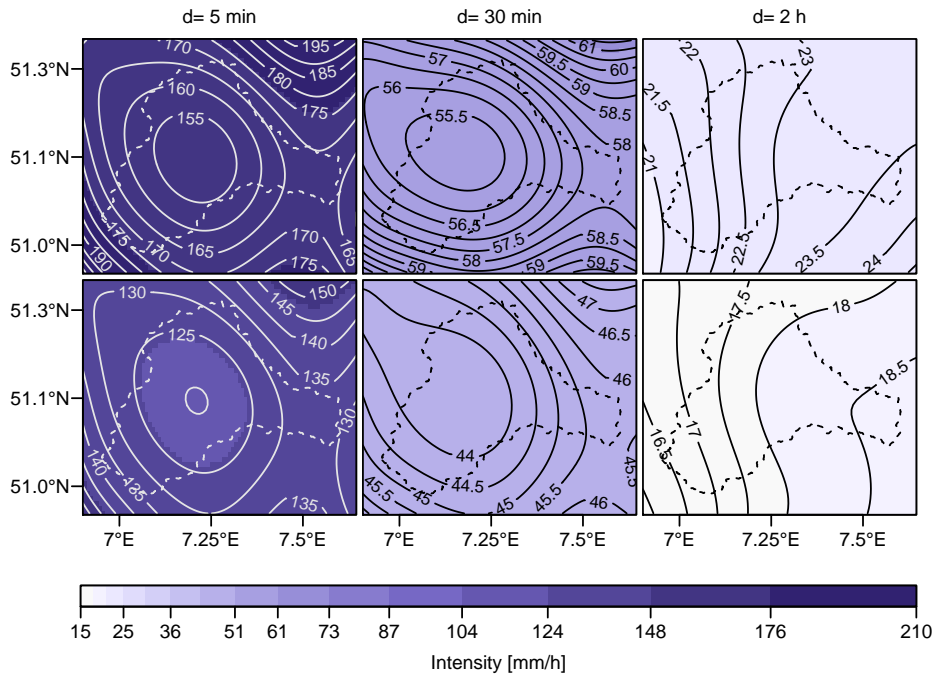 d= 5 min d= 30 min d= 2 h
51.3°N
51.1°N
51.0°N
170 195 185 180 175 160 155 165 170 175 165 175 170 190
57 61 59.5 60 59 58.5 58 56 55.5 56.5 57.5 58 59 58.5 59 59.5
22 23 21.5 21 22.5 23.5 24
51.3°N
51.1°N
51.0°N
130 150 145 140 125 135 130 140 135 135
47 46.5 46 44 44.5 45 45.5 45 45.5 46 45.5
17.5 18 18.5 17 16.5
7°E 7.25°E 7.5°E 7°E 7.25°E 7.5°E 7°E 7.25°E 7.5°E
15 25 36 51 61 73 87 104 124 148 176 210
Intensity [mm/h]